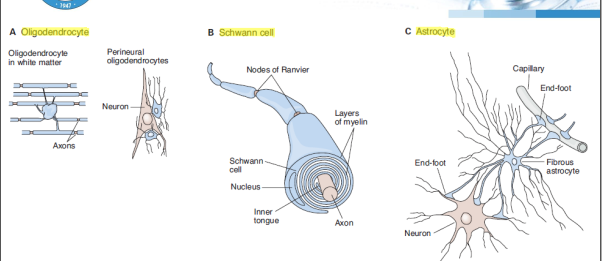 1947
A Oligodendrocyte
Oligodendrocyte
in white matter
Perineural
oligodendrocytes
Neuron
Axons
B Schwann cell
Nodes of Ranvier
Layers
of myelin
Schwann
cell
Nucleus
Inner
tongue
Axon
C Astrocyte
Capillary
End-foot
End-foot
Fibrous
astrocyte
Neuron